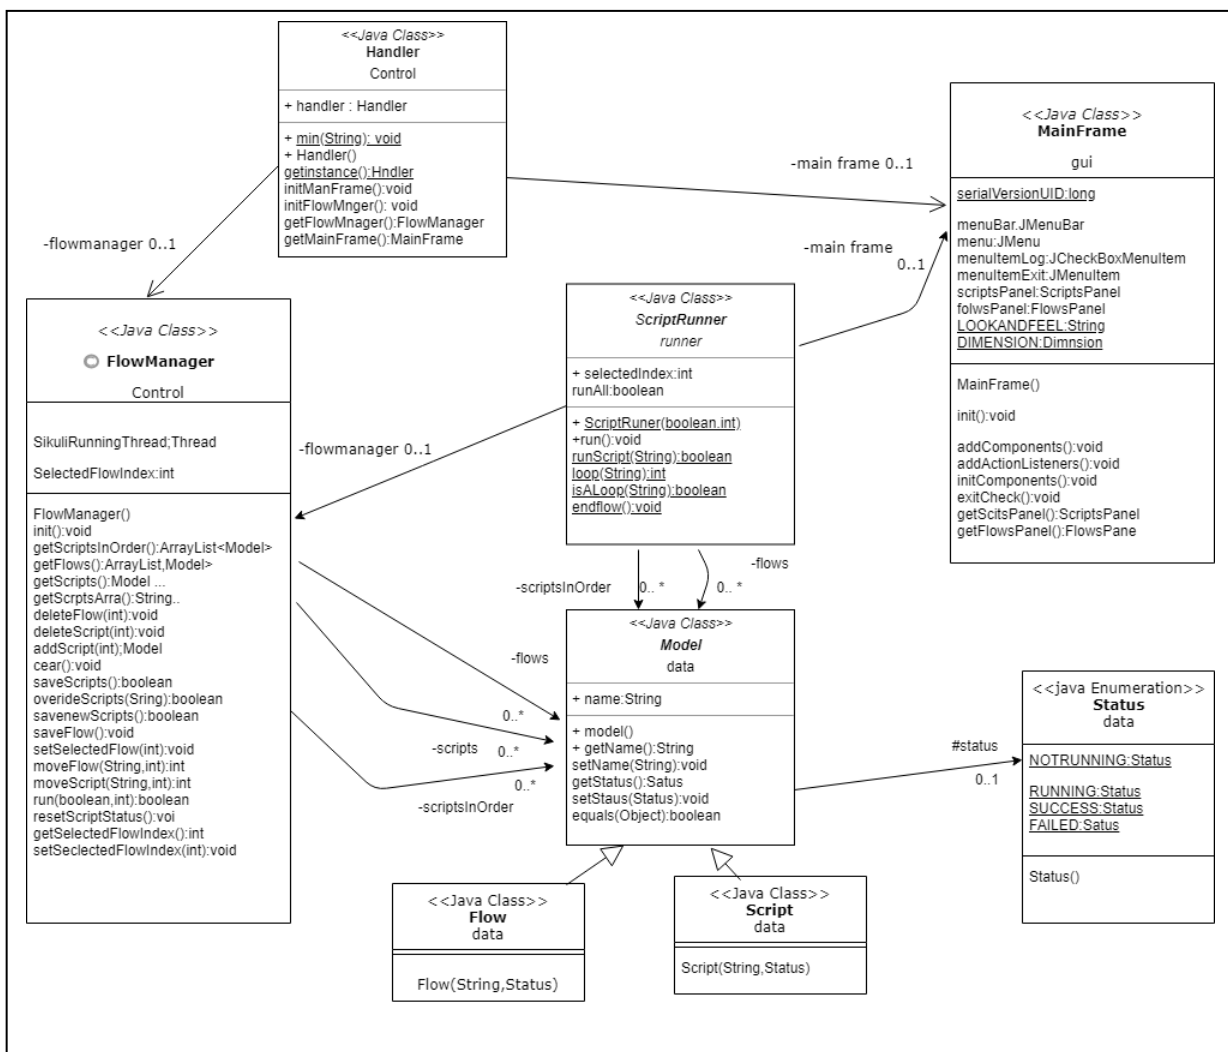 <<Java Class>>
Handler
Control
+ handler : Handler
+ min(String): void
+ Handler()
getinstance():Hndler
initManFrame():void
initFlowMnger(): void
getFlowMnager():FlowManager
getMainFrame():MainFrame
<<Java Class>>
MainFrame
gui
serialVersionUID:long
menuBar.JMenuBar
menu:JMenu
menuItemLog:JCheckBoxMenuItem
menuItemExit:JMenuItem
scriptsPanel:ScriptsPanel
folwsPanel:FlowsPanel
LOOKANDFEEL:String
DIMENSION:Dimnsion
MainFrame()
init():void
addComponents():void
addActionListeners():void
initComponents():void
exitCheck():void
getScitsPanel():ScriptsPanel
getFlowsPanel():FlowsPane
-main frame 0..1
-main frame
0..1
-flowmanager 0..1
<<Java Class>>
FlowManager
Control
SikuliRunningThread;Thread
SelectedFlowIndex:int
FlowManager()
init():void
getScriptsInOrder():ArrayList<Model>
getFlows():ArrayList,Model>
getScripts():Model ...
getScrptsArra():String..
deleteFlow(int):void
deleteScript(int):void
addScript(int);Model
cear():void
saveScripts():boolean
overideScripts(Sring):boolean
savenewScripts():boolean
saveFlow():void
setSelectedFlow(int):void
moveFlow(String,int):int
moveScript(String,int):int
run(boolean,int):boolean
resetScriptStatus():voi
getSelectedFlowIndex():int
setSeclectedFlowIndex(int):void
<<Java Class>>
ScriptRunner
runner
+ selectedIndex:int
runAll:boolean
+ ScriptRuner(boolean.int)
+run():void
runScript(String):boolean
loop(String):int
isALoop(String):boolean
endflow():void
-flowmanager 0..1
-scriptsInOrder
0.. *
-flows
0.. *
-flows
0..*
-scripts
0..*
-scriptsInOrder
0..*
<<Java Class>>
Model
data
+ name:String
+ model()
+ getName():String
setName(String):void
getStatus():Satus
setStaus(Status):void
equals(Object):boolean
#status
0..1
<<java Enumeration>>
Status
data
NOTRUNNING:Status
RUNNING:Status
SUCCESS:Status
FAILED:Satus
Status()
<<Java Class>>
Flow
data
Flow(String,Status)
<<Java Class>>
Script
data
Script(String,Status)